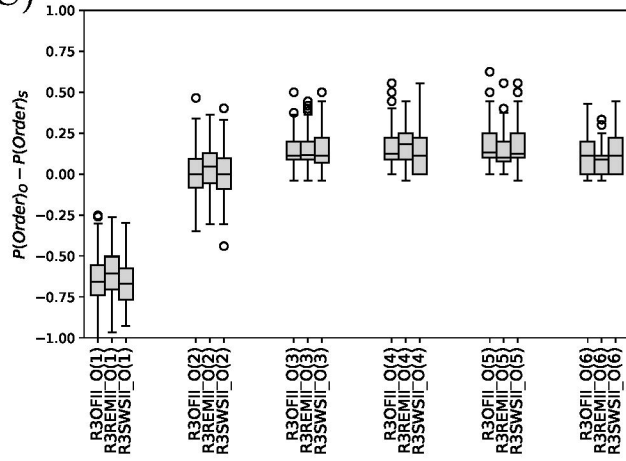 1.00
0.75
0.50
0.25
0.00
−0.25
−0.50
−0.75
−1.00
P(Order)O − P(Order)S
R3OFII_O(1)
R3REMII_O(1)
R3SWSII_O(1)
R3OFII_O(2)
R3REMII_O(2)
R3SWSII_O(2)
R3OFII_O(3)
R3REMII_O(3)
R3SWSII_O(3)
R3OFII_O(4)
R3REMII_O(4)
R3SWSII_O(4)
R3OFII_O(5)
R3REMII_O(5)
R3SWSII_O(5)
R3OFII_O(6)
R3REMII_O(6)
R3SWSII_O(6)